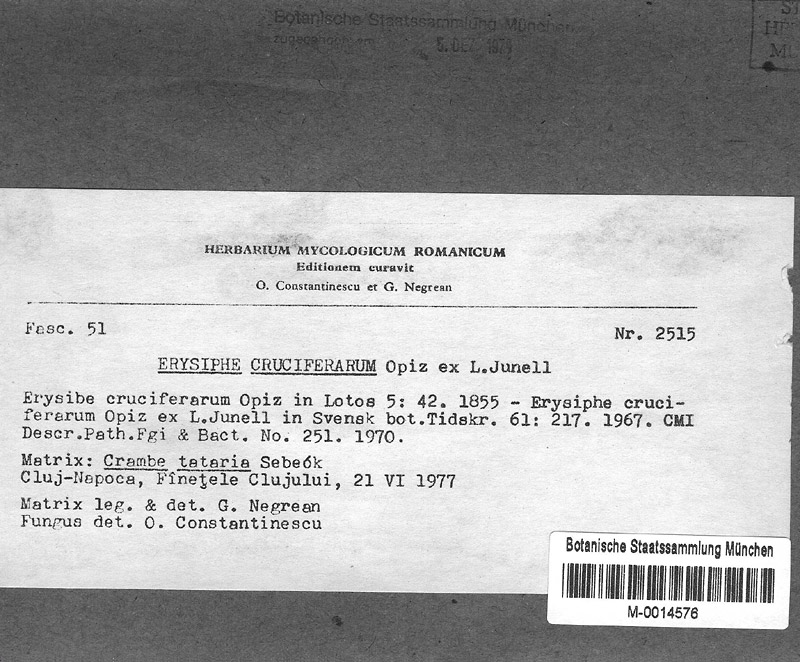 Botanische Staatssammlung München
5. DEZ. 1978
HERBARIUM MYCOLOGICUM ROMANICUM
Editionem curavit
O. Constantinescu et G. Negrean
Fasc. 51
Nr. 2515
ERYSIPHE CRUCIFERARUM Opiz ex L.Junell
Erysibe cruciferarum Opiz in Lotos 5: 42. 1855 - Erysiphe cruci-
ferarum Opiz ex L.Junell in Svensk bot.Tidskr. 61: 217. 1967. CMI
Descr.Path.Fgi & Bact. No. 251. 1970.
Matrix: Crambe tataria Sebeók
Cluj-Napoca, Fînețele Clujului, 21 VI 1977
Matrix leg. & det. G. Negrean
Fungus det. O. Constantinescu
Botanische Staatssammlung München
M-0014576